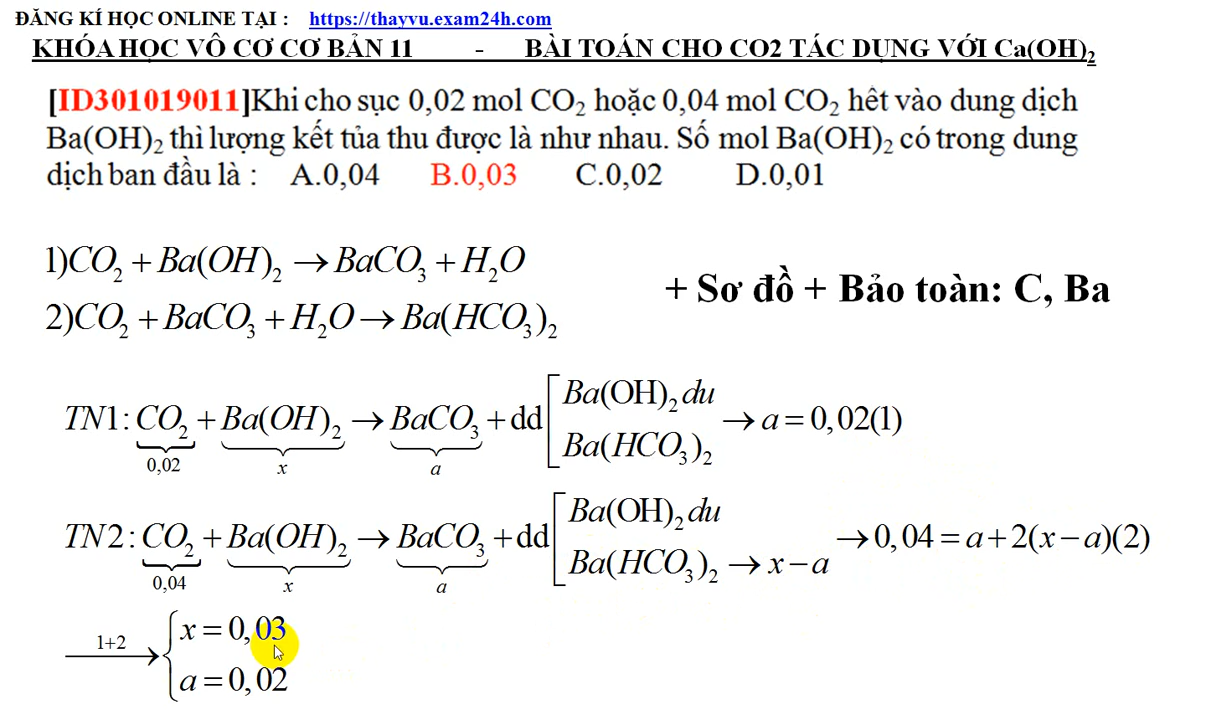 ĐĂNG KÍ HỌC ONLINE TẠI : https://thayvu.exam24h.com
KHÓA HỌC VÔ CƠ CƠ BẢN 11 - BÀI TOÁN CHO CO2 TÁC DỤNG VỚI Ca(OH)₂
[ID301019011]Khi cho sục 0,02 mol CO₂ hoặc 0,04 mol CO₂ hêt vào dung dịch
Ba(OH)₂ thì lượng kết tủa thu được là như nhau. Số mol Ba(OH)₂ có trong dung
dịch ban đầu là : A.0,04 B.0,03 C.0,02 D.0,01
1)CO₂ + Ba(OH)₂ → BaCO₃ + H₂O
2)CO₂ + BaCO₃ + H₂O → Ba(HCO₃)₂
+ Sơ đồ + Bảo toàn: C, Ba
Ba(OH)₂ du
TN1: CO₂ + Ba(OH)₂ → BaCO₃ + dd → a = 0,02(1)
Ba(HCO₃)₂
0,02 x a
Ba(OH)₂ du
TN2: CO₂ + Ba(OH)₂ → BaCO₃ + dd → 0,04 = a + 2(x − a)(2)
Ba(HCO₃)₂ → x − a
0,04 x a
1+2 → x = 0,03
a = 0,02